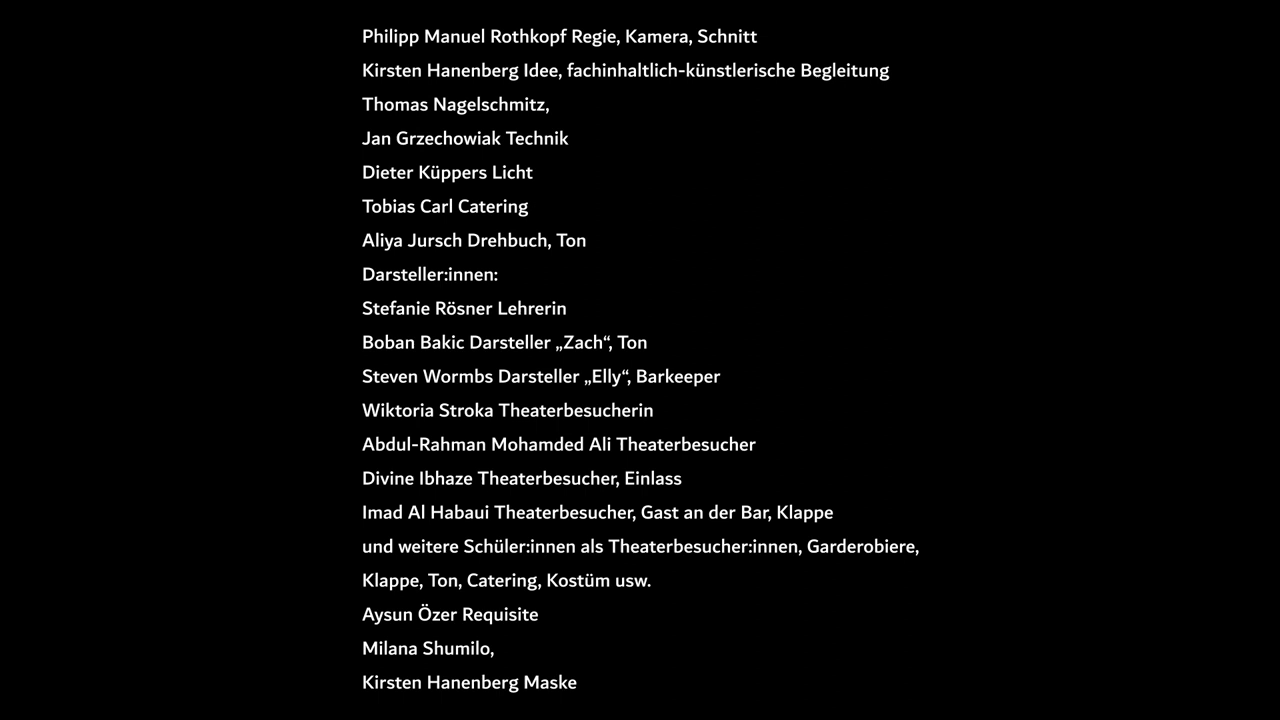 Philipp Manuel Rothkopf Regie, Kamera, Schnitt
Kirsten Hanenberg Idee, fachinhaltlich-künstlerische Begleitung
Thomas Nagelschmitz,
Jan Grzechowiak Technik
Dieter Küppers Licht
Tobias Carl Catering
Aliya Jursch Drehbuch, Ton
Darsteller:innen:
Stefanie Rösner Lehrerin
Boban Bakic Darsteller „Zach“, Ton
Steven Wormbs Darsteller „Elly“, Barkeeper
Wiktoria Stroka Theaterbesucherin
Abdul-Rahman Mohamded Ali Theaterbesucher
Divine Ibhaze Theaterbesucher, Einlass
Imad Al Habaui Theaterbesucher, Gast an der Bar, Klappe
und weitere Schüler:innen als Theaterbesucher:innen, Garderobiere,
Klappe, Ton, Catering, Kostüm usw.
Aysun Özer Requisite
Milana Shumilo,
Kirsten Hanenberg Maske